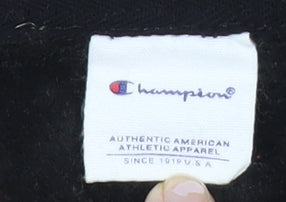 Champion®
AUTHENTIC AMERICAN
ATHLETIC APPAREL
SINCE 1919 U.S.A